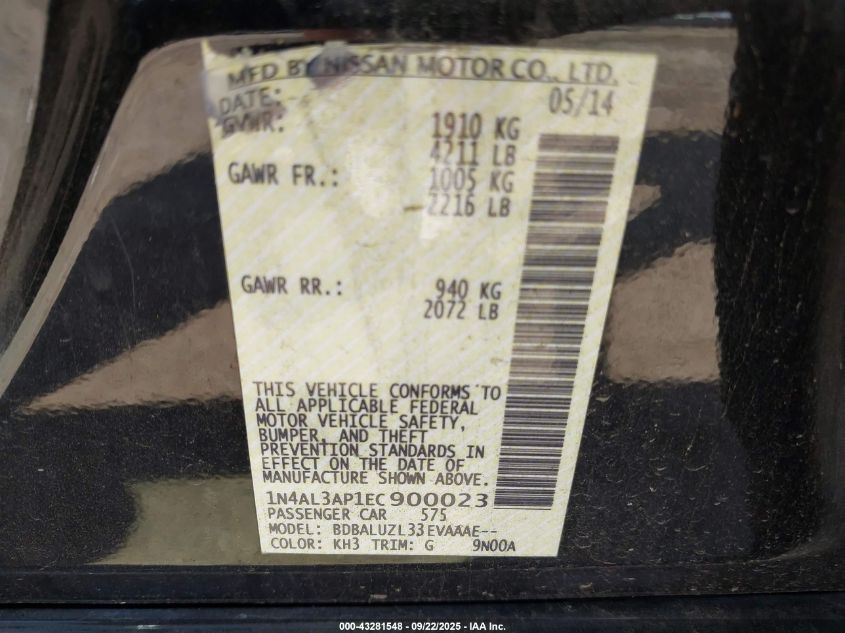 MFD BY NISSAN MOTOR CO., LTD.
DATE: 05/14
GVWR: 1910 KG
4211 LB
GAWR FR.: 1005 KG
2216 LB
GAWR RR.: 940 KG
2072 LB
THIS VEHICLE CONFORMS TO
ALL APPLICABLE FEDERAL
MOTOR VEHICLE SAFETY,
BUMPER, AND THEFT
PREVENTION STANDARDS IN
EFFECT ON THE DATE OF
MANUFACTURE SHOWN ABOVE.
1N4AL3AP1EC900023
PASSENGER CAR 575
MODEL: BDBALUZL33EVAAAE--
COLOR: KH3 TRIM: G 9N00A
000-43281548 - 09/22/2025 - IAA Inc.